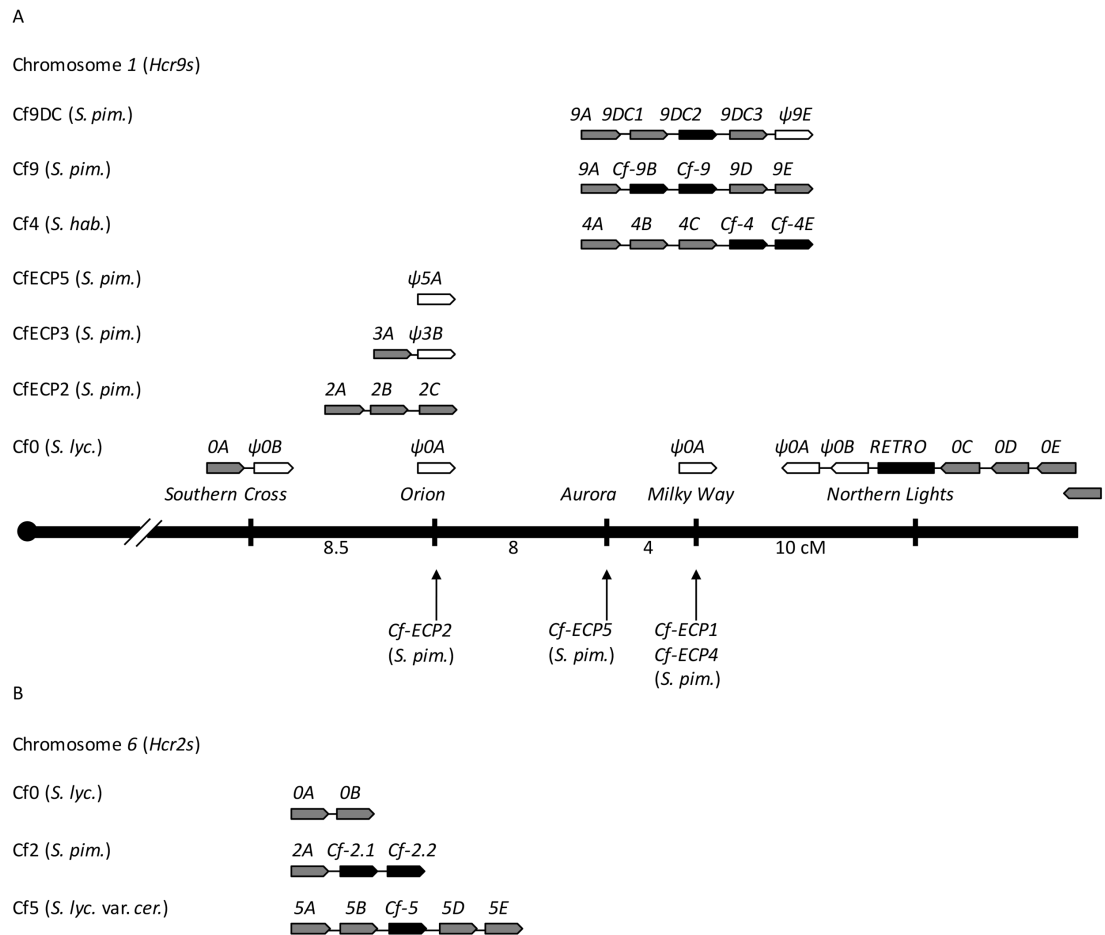 A
Chromosome 1 (Hcr9s)
Cf9DC (S. pim.)
9A 9DC1 9DC2 9DC3 ψ9E
Cf9 (S. pim.)
9A Cf-9B Cf-9 9D 9E
Cf4 (S. hab.)
4A 4B 4C Cf-4 Cf-4E
CfECP5 (S. pim.)
ψ5A
CfECP3 (S. pim.)
3A ψ3B
CfECP2 (S. pim.)
2A 2B 2C
Cf0 (S. lyc.)
0A ψ0B ψ0A ψ0A ψ0A ψ0B RETRO 0C 0D 0E
Southern Cross Orion Aurora Milky Way Northern Lights
8.5 8 4 10 cM
Cf-ECP2 Cf-ECP5 Cf-ECP1
(S. pim.) (S. pim.) Cf-ECP4
(S. pim.)
B
Chromosome 6 (Hcr2s)
Cf0 (S. lyc.)
0A 0B
Cf2 (S. pim.)
2A Cf-2.1 Cf-2.2
Cf5 (S. lyc. var. cer.)
5A 5B Cf-5 5D 5E